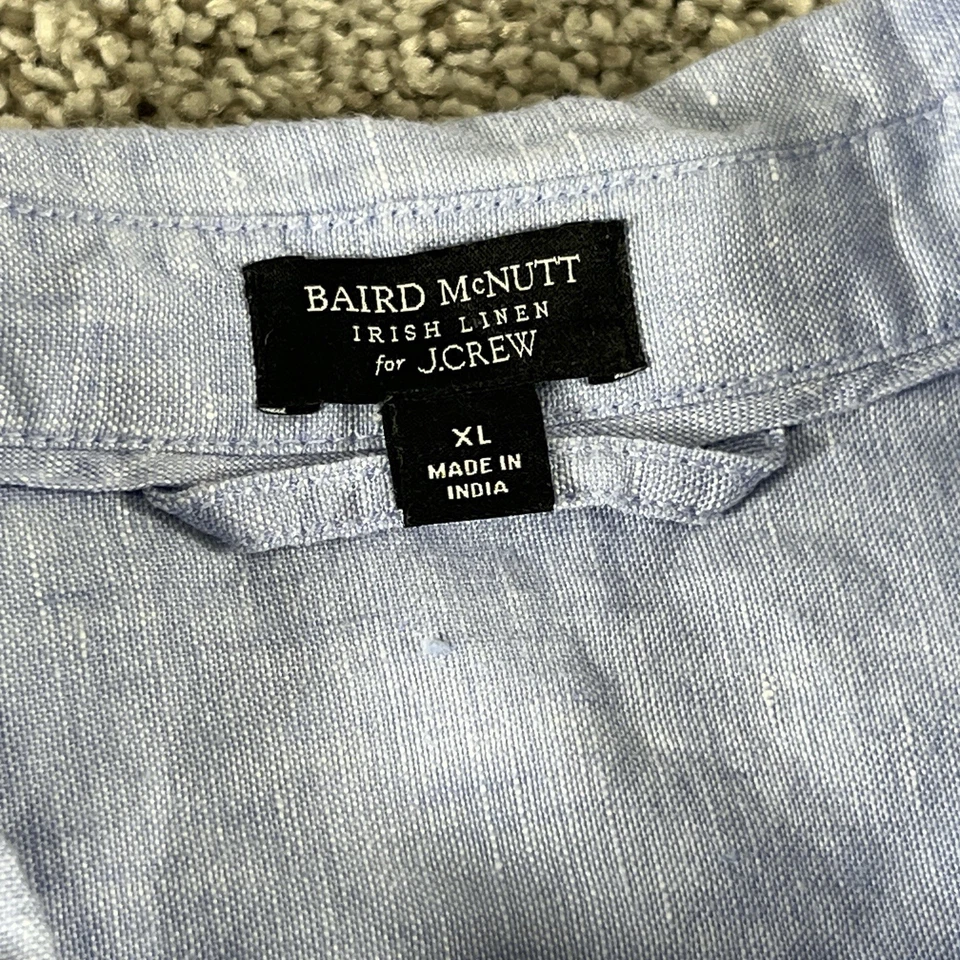 BAIRD McNUTT
IRISH LINEN
for J.CREW
XL
MADE IN
INDIA